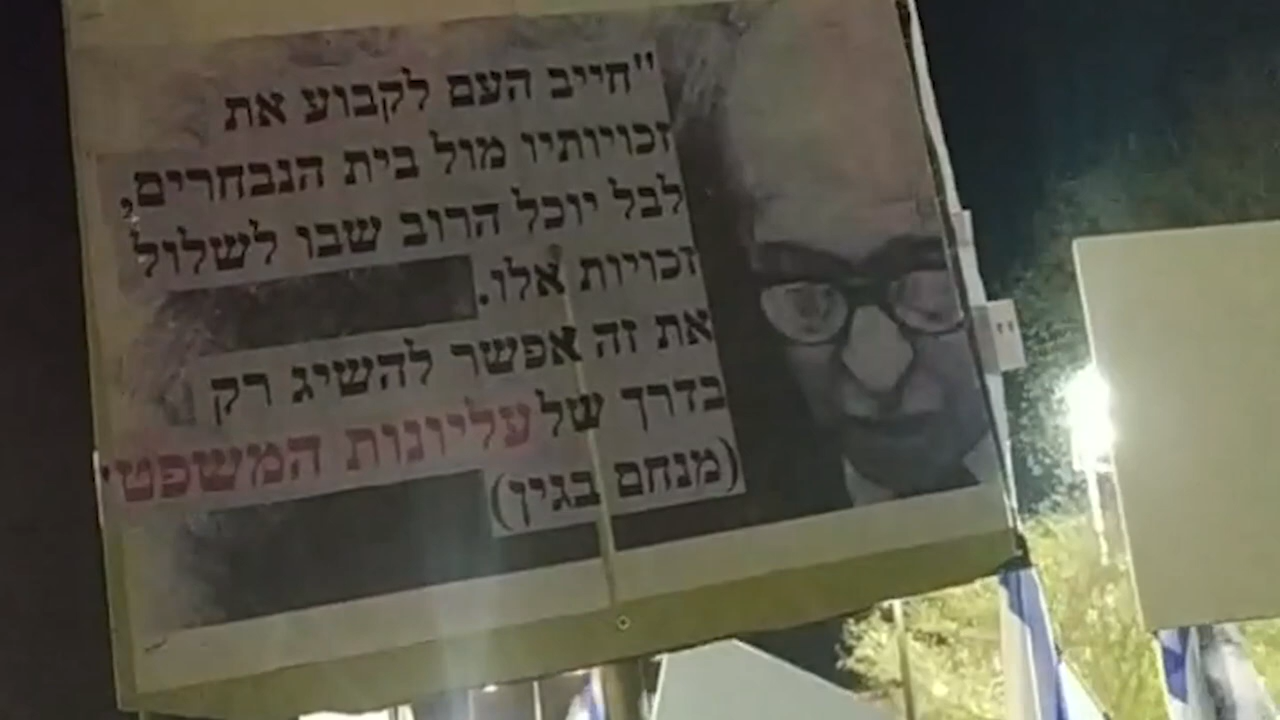 "חייב העם לקבוע את
זכויותיו מול בית הנבחרים,
לבל יוכל הרוב שבו לשלול
זכויות אלו.
את זה אפשר להשיג רק
בדרך של עליונות המשפט
(מנחם בגין)